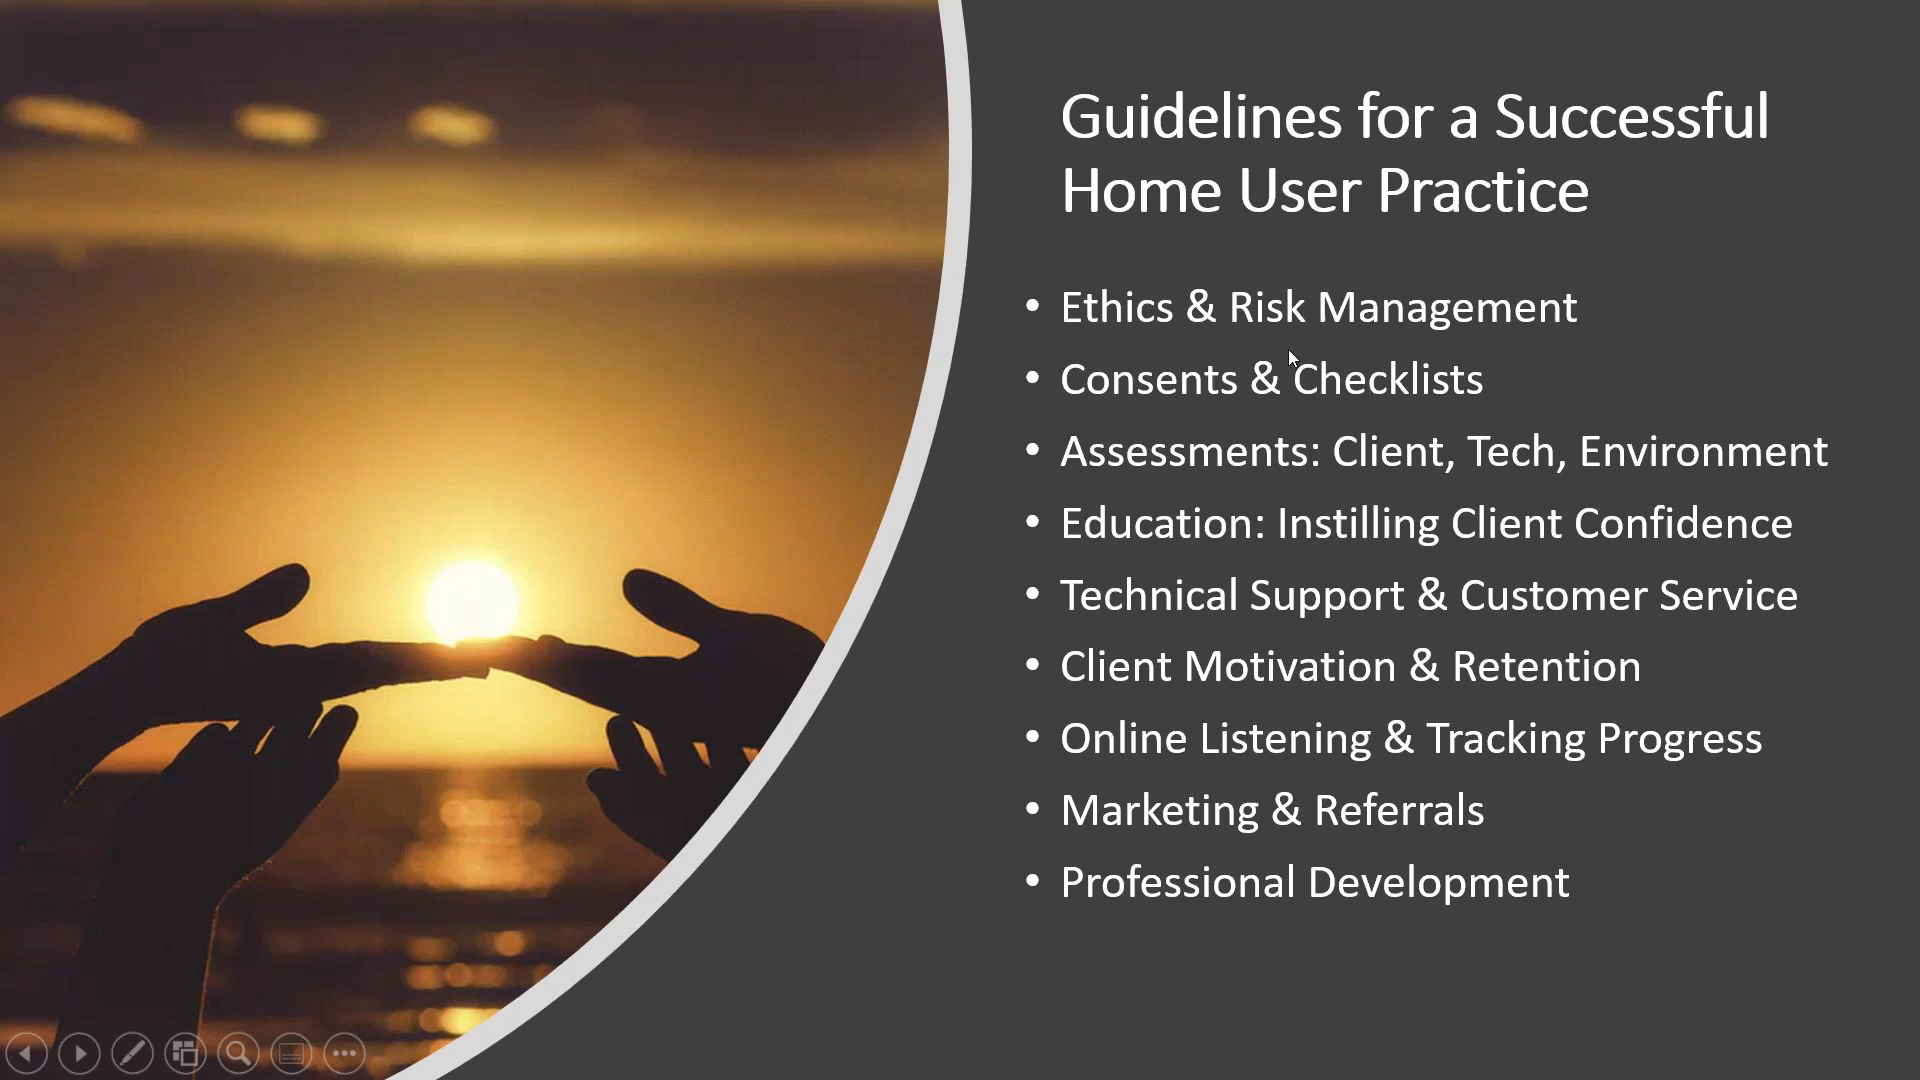 Guidelines for a Successful
Home User Practice
• Ethics & Risk Management
• Consents & Checklists
• Assessments: Client, Tech, Environment
• Education: Instilling Client Confidence
• Technical Support & Customer Service
• Client Motivation & Retention
• Online Listening & Tracking Progress
• Marketing & Referrals
• Professional Development